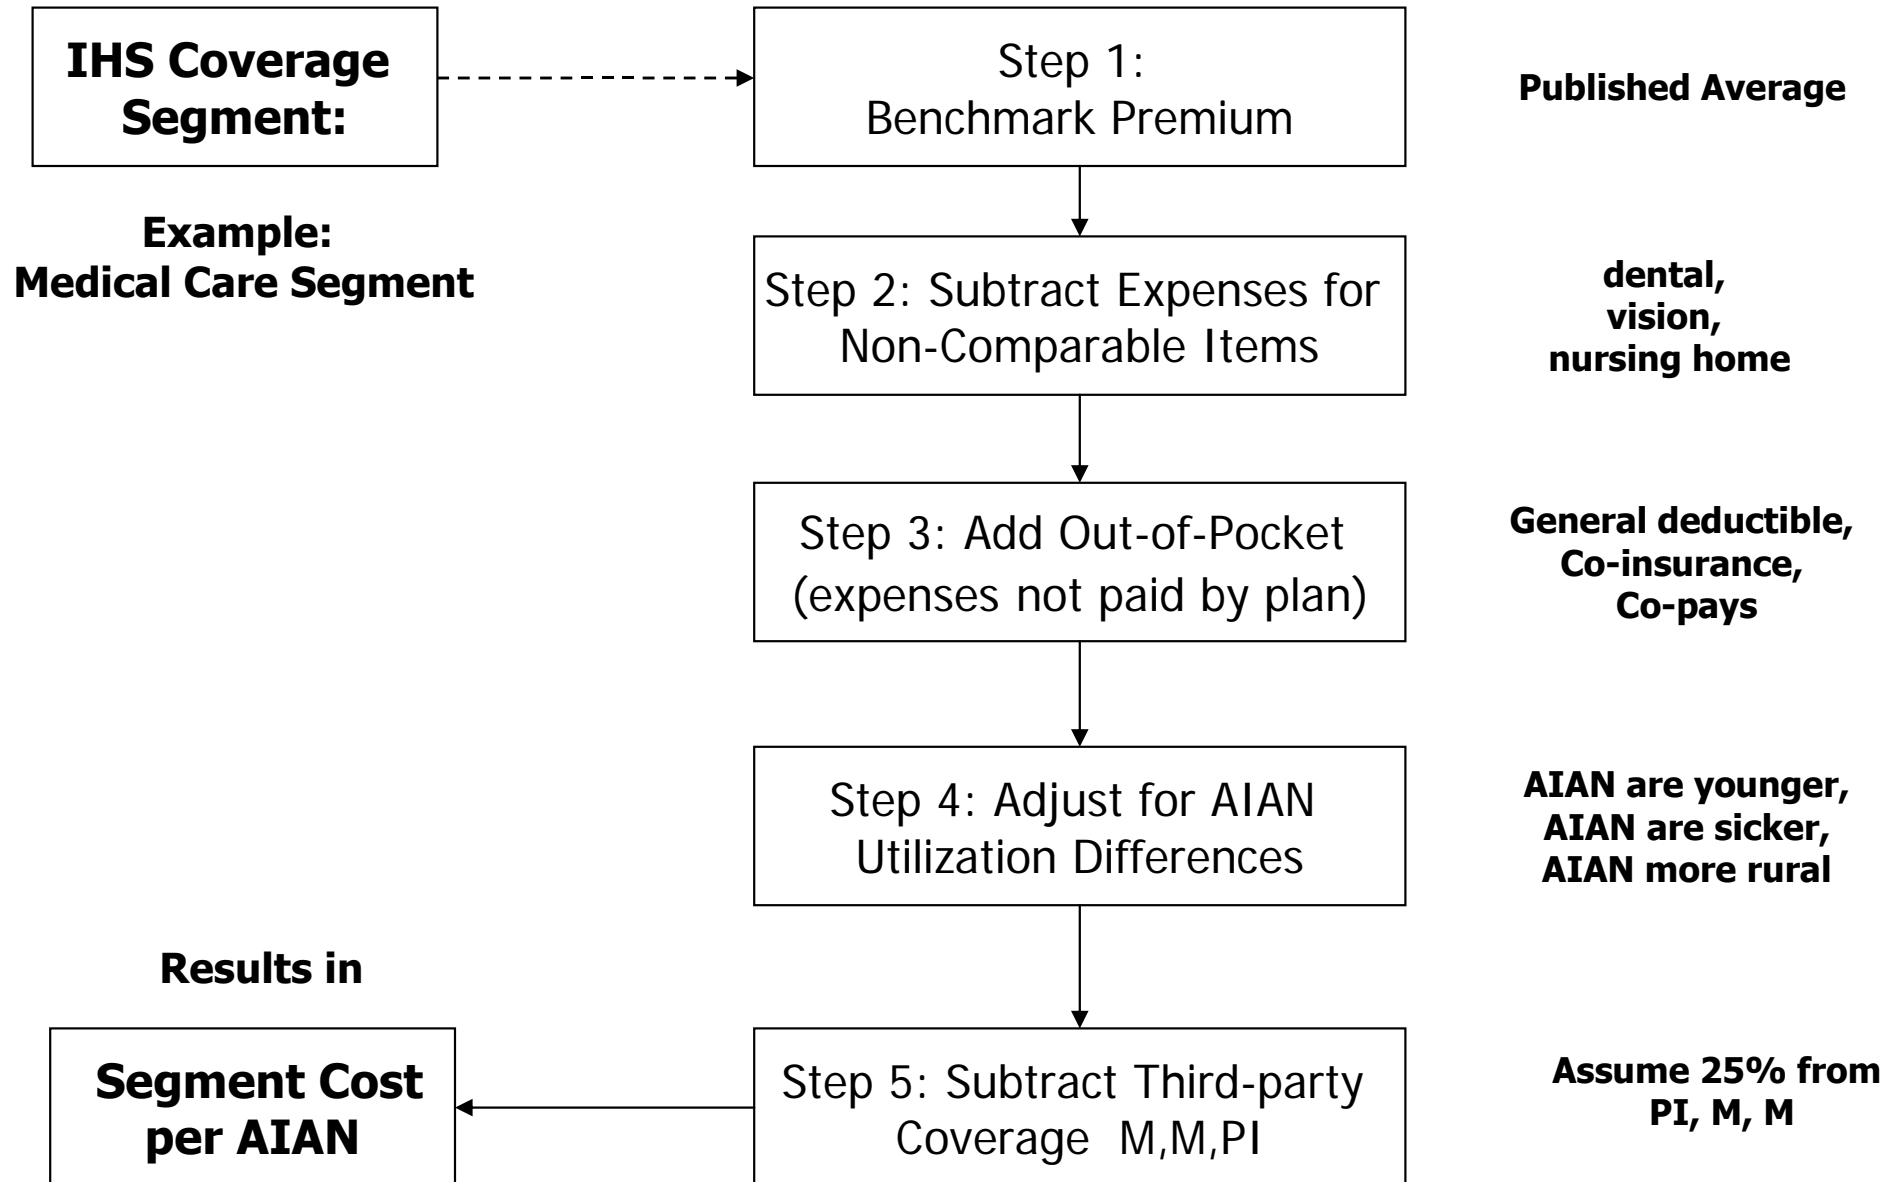 IHS Coverage
Segment:
Step 1:
Benchmark Premium
Published Average
Example:
Medical Care Segment
Step 2: Subtract Expenses for
Non-Comparable Items
dental,
vision,
nursing home
Step 3: Add Out-of-Pocket
(expenses not paid by plan)
General deductible,
Co-insurance,
Co-pays
Step 4: Adjust for AIAN
Utilization Differences
AIAN are younger,
AIAN are sicker,
AIAN more rural
Results in
Segment Cost
per AIAN
Step 5: Subtract Third-party
Coverage M,M,PI
Assume 25% from
PI, M, M